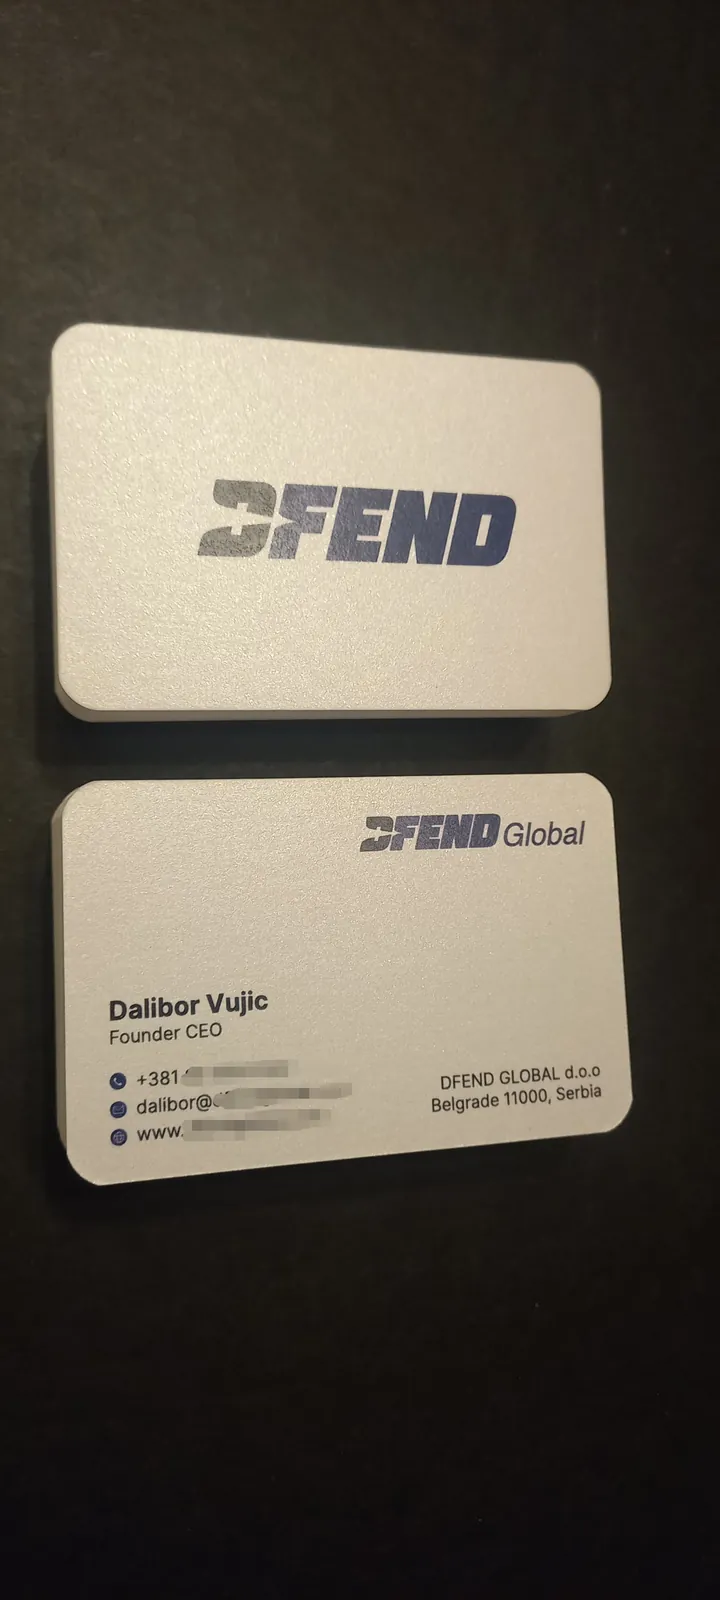 DFEND
DFEND Global
Dalibor Vujic
Founder CEO
+381
dalibor@
www.
DFEND GLOBAL d.o.o
Belgrade 11000, Serbia